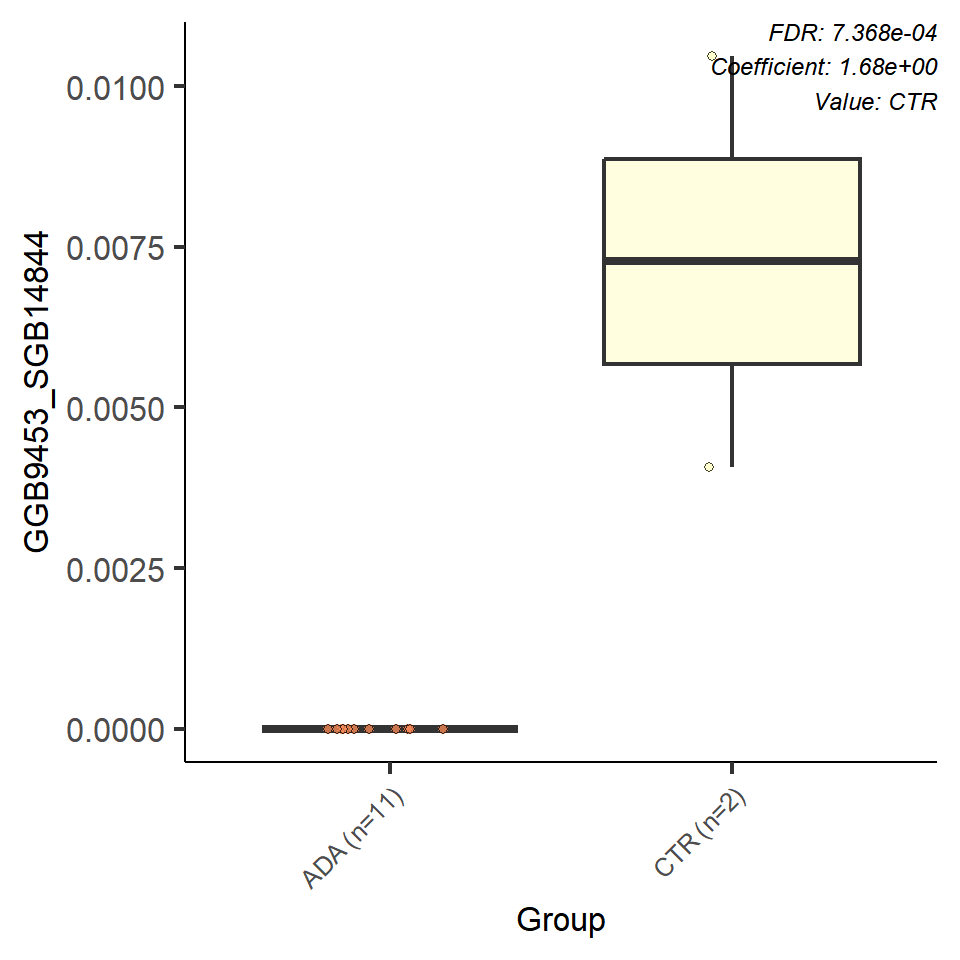 FDR: 7.368e-04
Coefficient: 1.68e+00
Value: CTR
GGB9453_SGB14844
0.0100
0.0075
0.0050
0.0025
0.0000
ADA (n=11)
CTR (n=2)
Group